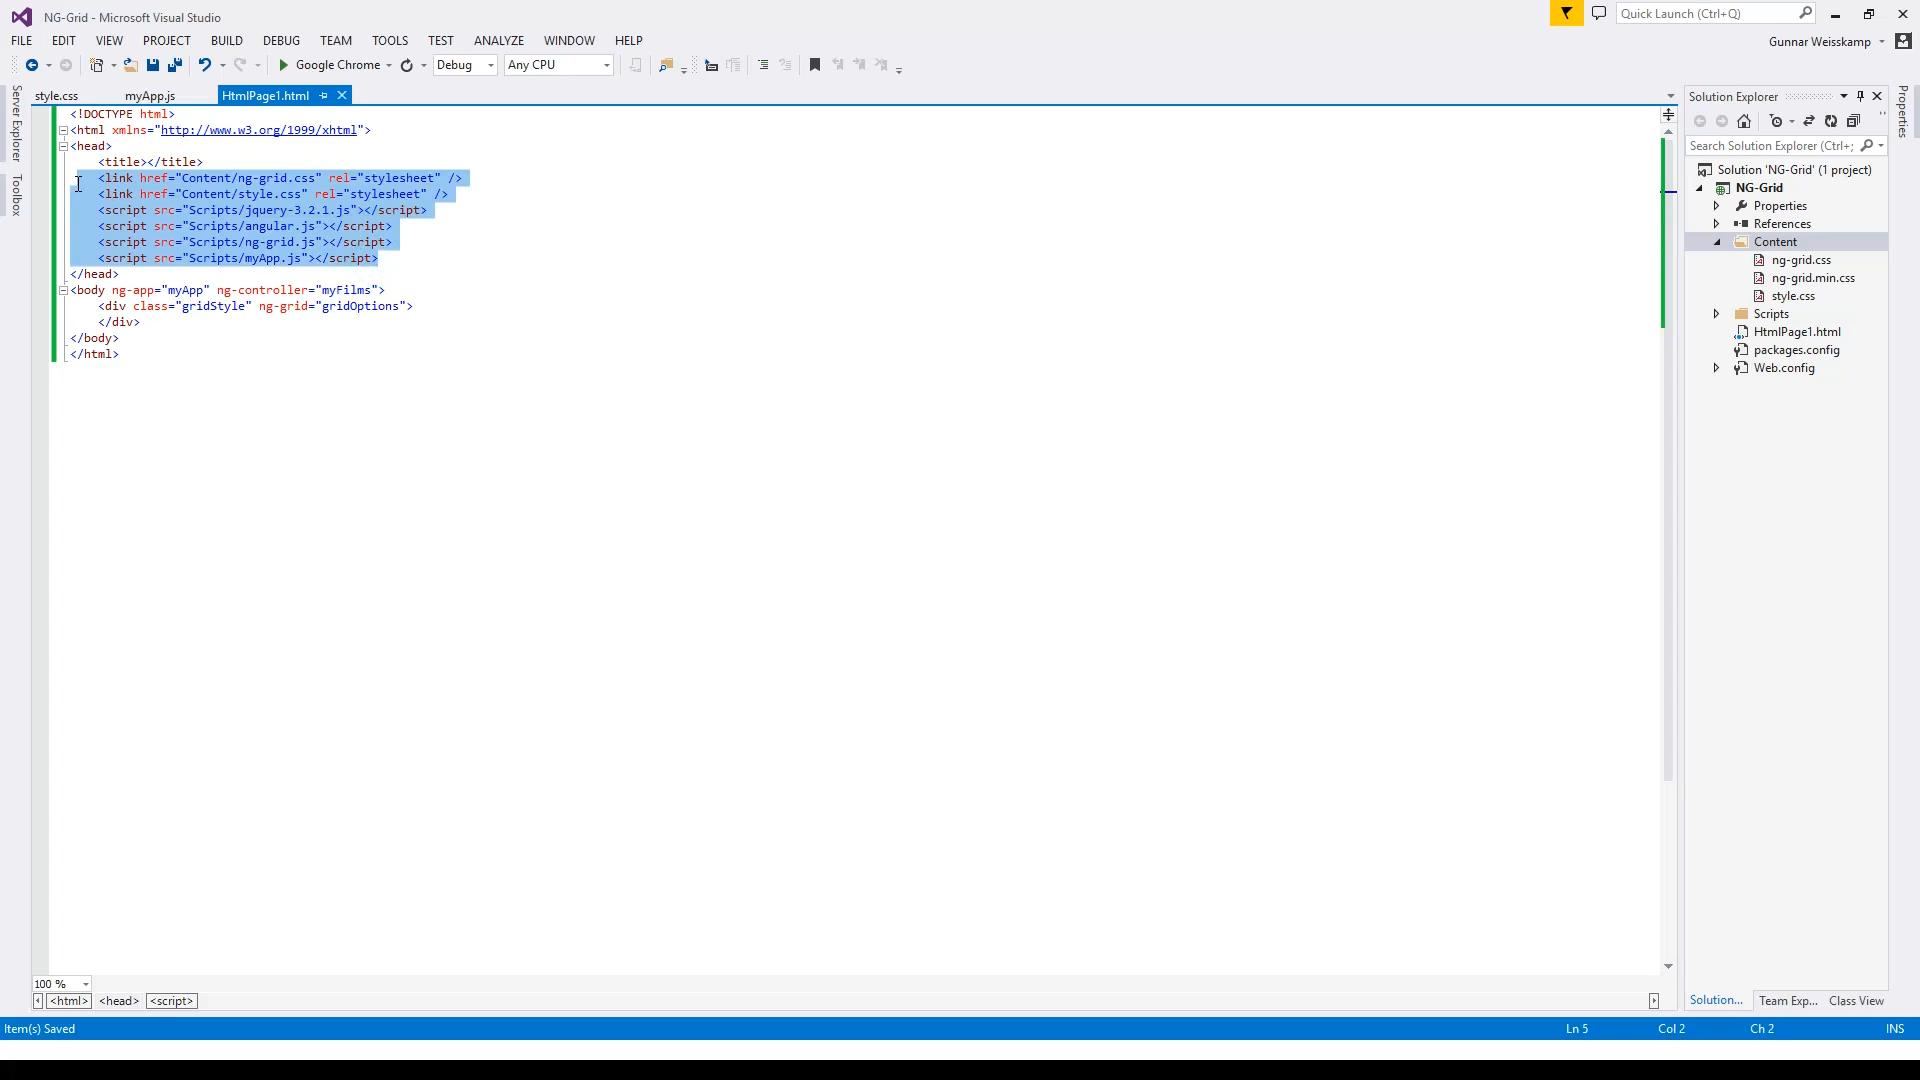 NG-Grid - Microsoft Visual Studio
Quick Launch (Ctrl+Q)
FILE EDIT VIEW PROJECT BUILD DEBUG TEAM TOOLS TEST ANALYZE WINDOW HELP
Gunnar Weisskamp
Google Chrome Debug Any CPU
Server Explorer
Toolbox
style.css myApp.js HtmlPage1.html
<!DOCTYPE html>
<html xmlns="http://www.w3.org/1999/xhtml">
<head>
<title></title>
<link href="Content/ng-grid.css" rel="stylesheet" />
<link href="Content/style.css" rel="stylesheet" />
<script src="Scripts/jquery-3.2.1.js"></script>
<script src="Scripts/angular.js"></script>
<script src="Scripts/ng-grid.js"></script>
<script src="Scripts/myApp.js"></script>
</head>
<body ng-app="myApp" ng-controller="myFilms">
<div class="gridStyle" ng-grid="gridOptions">
</div>
</body>
</html>
100 %
<html> <head> <script>
Solution Explorer
Search Solution Explorer (Ctrl+;
Solution 'NG-Grid' (1 project)
NG-Grid
Properties
References
Content
ng-grid.css
ng-grid.min.css
style.css
Scripts
HtmlPage1.html
packages.config
Web.config
Solution... Team Exp... Class View
Properties
Item(s) Saved Ln 5 Col 2 Ch 2 INS